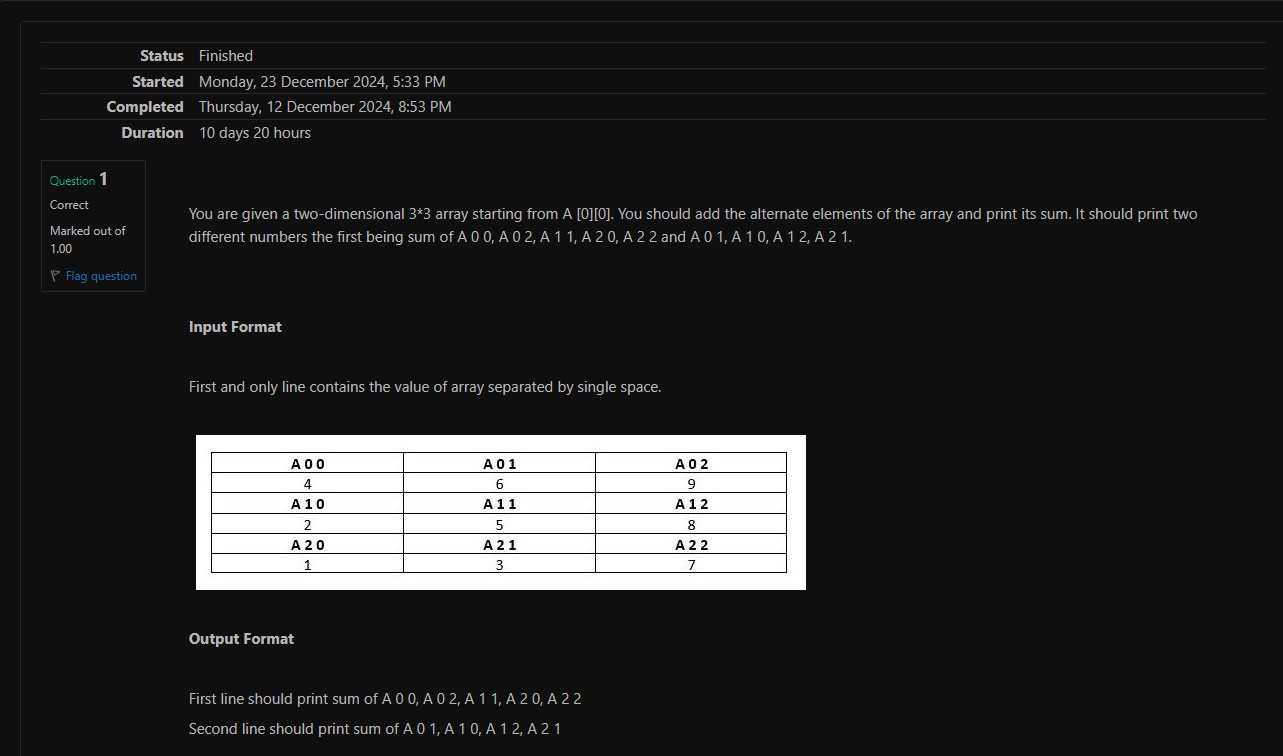 Status Finished
Started Monday, 23 December 2024, 5:33 PM
Completed Thursday, 12 December 2024, 8:53 PM
Duration 10 days 20 hours
Question 1
Correct
Marked out of
1.00
Flag question
You are given a two-dimensional 3*3 array starting from A [0][0]. You should add the alternate elements of the array and print its sum. It should print two
different numbers the first being sum of A 0 0, A 0 2, A 1 1, A 2 0, A 2 2 and A 0 1, A 1 0, A 1 2, A 2 1.
Input Format
First and only line contains the value of array separated by single space.
A 0 0 A 0 1 A 0 2
4 6 9
A 1 0 A 1 1 A 1 2
2 5 8
A 2 0 A 2 1 A 2 2
1 3 7
Output Format
First line should print sum of A 0 0, A 0 2, A 1 1, A 2 0, A 2 2
Second line should print sum of A 0 1, A 1 0, A 1 2, A 2 1